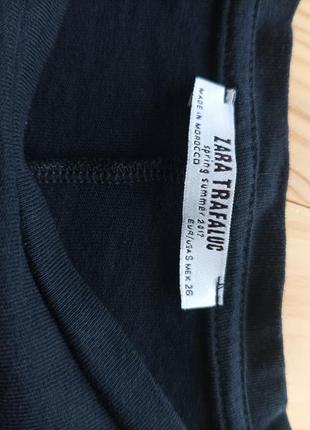 ZARA TRAFALUC
spring summer 2017
MADE IN MOROCCO
EUR/USA S MEX 26